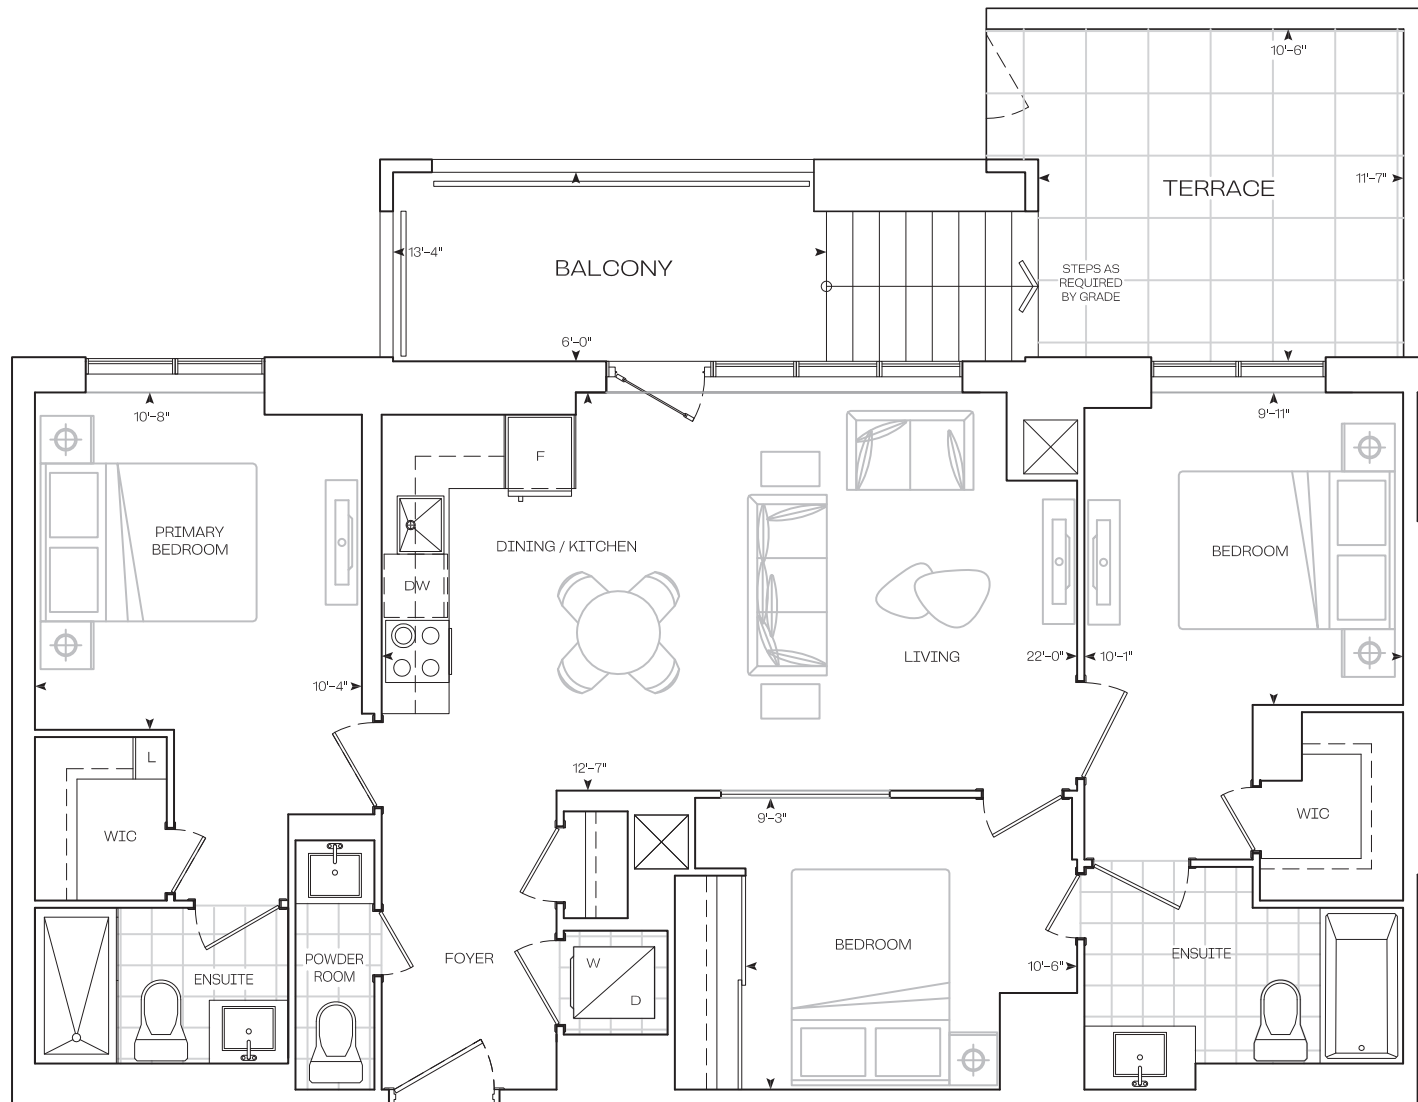 10'-6"
TERRACE
11'-7"
13'-4"
BALCONY
STEPS AS
REQUIRED
BY GRADE
6'-0"
10'-8"
9'-11"
F
PRIMARY
BEDROOM
DINING / KITCHEN
BEDROOM
DW
LIVING
22'-0"
10'-1"
10'-4"
L
12'-7"
9'-3"
WIC
WIC
BEDROOM
POWDER
ROOM
FOYER
W
D
ENSUITE
10'-6"
ENSUITE